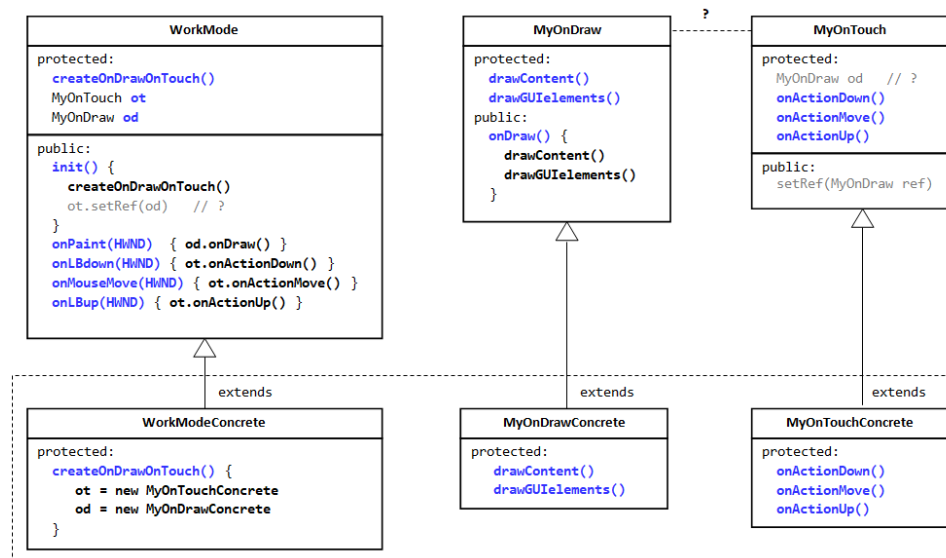 WorkMode
protected:
createOnDrawOnTouch()
MyOnTouch ot
MyOnDraw od
public:
init() {
createOnDrawOnTouch()
ot.setRef(od)   // ?
}
onPaint(HWND)  { od.onDraw() }
onLBdown(HWND) { ot.onActionDown() }
onMouseMove(HWND) { ot.onActionMove() }
onLBup(HWND) { ot.onActionUp() }
MyOnDraw
protected:
drawContent()
drawGUIelements()
public:
onDraw() {
drawContent()
drawGUIelements()
}
?
MyOnTouch
protected:
MyOnDraw od   // ?
onActionDown()
onActionMove()
onActionUp()
public:
setRef(MyOnDraw ref)
extends
extends
extends
WorkModeConcrete
protected:
createOnDrawOnTouch() {
ot = new MyOnTouchConcrete
od = new MyOnDrawConcrete
}
MyOnDrawConcrete
protected:
drawContent()
drawGUIelements()
MyOnTouchConcrete
protected:
onActionDown()
onActionMove()
onActionUp()